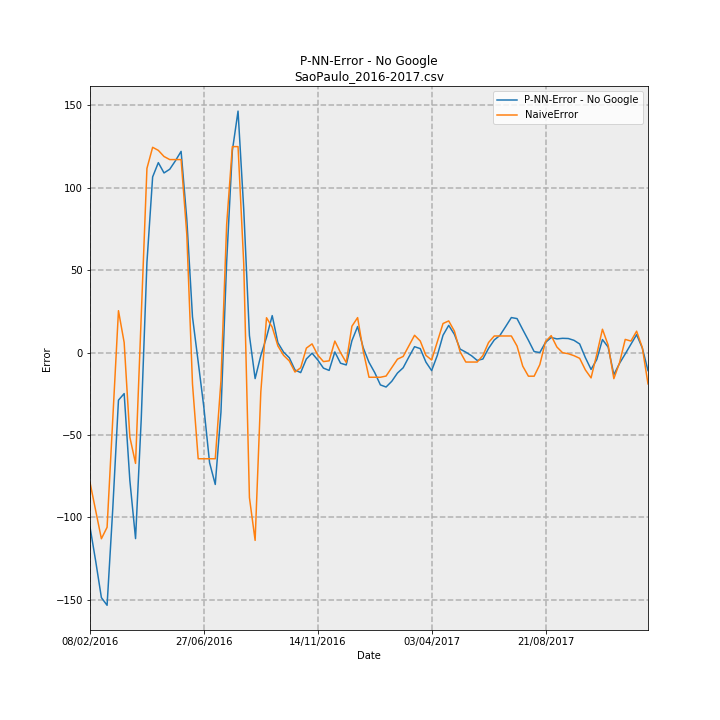 P-NN-Error - No Google
SaoPaulo_2016-2017.csv
P-NN-Error - No Google
NaiveError
150
100
50
0
−50
−100
−150
Error
08/02/2016
27/06/2016
14/11/2016
03/04/2017
21/08/2017
Date